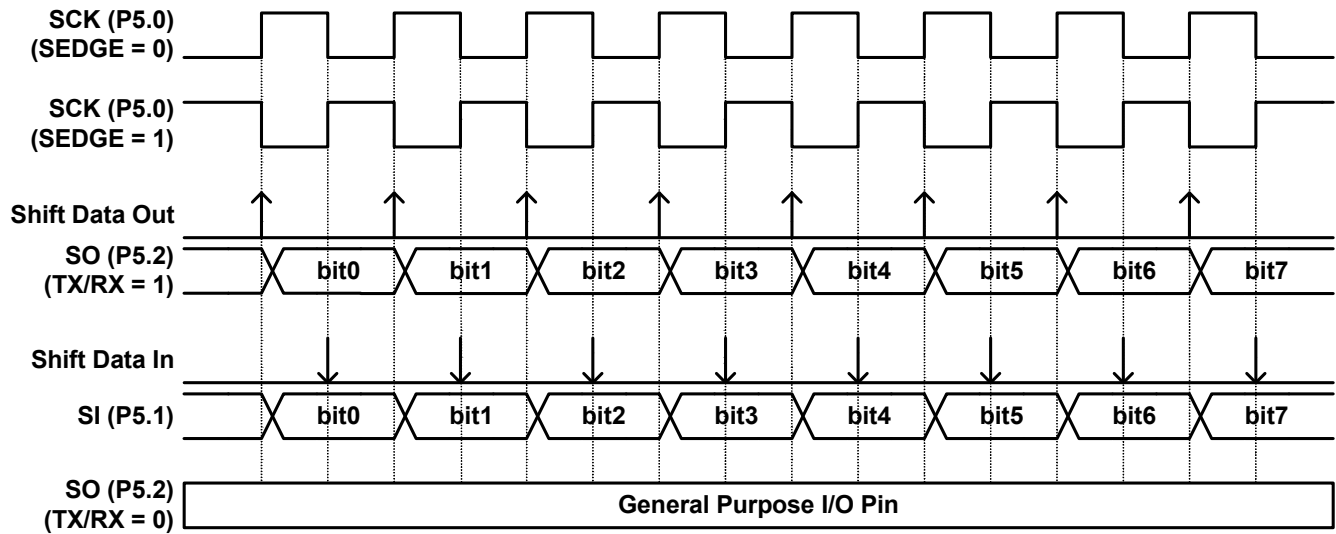 SCK (P5.0)
(SEDGE = 0)
SCK (P5.0)
(SEDGE = 1)
Shift Data Out
SO (P5.2)
(TX/RX = 1)
bit0 bit1 bit2 bit3 bit4 bit5 bit6 bit7
Shift Data In
SI (P5.1)
bit0 bit1 bit2 bit3 bit4 bit5 bit6 bit7
SO (P5.2)
(TX/RX = 0)
General Purpose I/O Pin